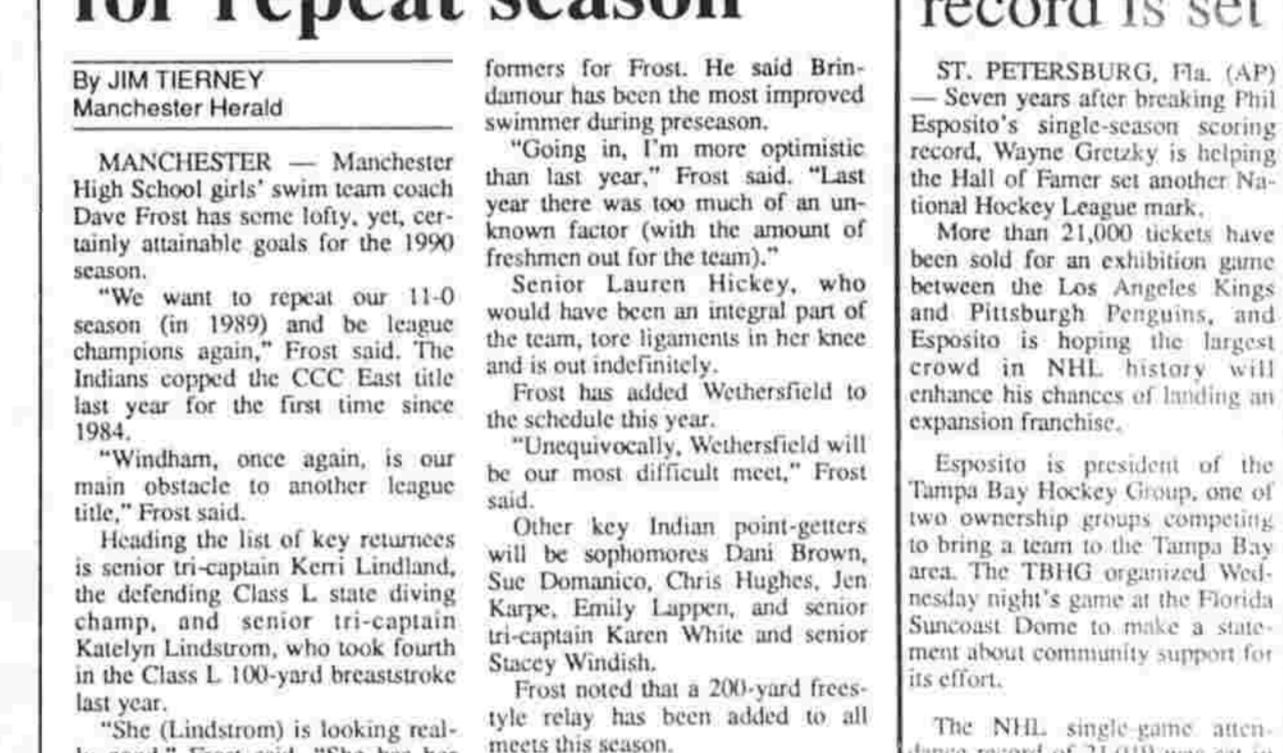 for repeat season
By JIM TIERNEY
Manchester Herald
MANCHESTER — Manchester
High School girls' swim team coach
Dave Frost has some lofty, yet, cer-
tainly attainable goals for the 1990
season.
"We want to repeat our 11-0
season (in 1989) and be league
champions again," Frost said. The
Indians copped the CCC East title
last year for the first time since
1984.
"Windham, once again, is our
main obstacle to another league
title," Frost said.
Heading the list of key returnees
is senior tri-captain Kerri Lindland,
the defending Class L state diving
champ, and senior tri-captain
Katelyn Lindstrom, who took fourth
in the Class L 100-yard breaststroke
last year.
"She (Lindstrom) is looking real-
ly good," Frost said. "She has has
formers for Frost. He said Brin-
damour has been the most improved
swimmer during preseason.
"Going in, I'm more optimistic
than last year," Frost said. "Last
year there was too much of an un-
known factor (with the amount of
freshmen out for the team)."
Senior Lauren Hickey, who
would have been an integral part of
the team, tore ligaments in her knee
and is out indefinitely.
Frost has added Wethersfield to
the schedule this year.
"Unequivocally, Wethersfield will
be our most difficult meet," Frost
said.
Other key Indian point-getters
will be sophomores Dani Brown,
Sue Domanico, Chris Hughes, Jen
Karpe, Emily Lappen, and senior
tri-captain Karen White and senior
Stacey Windish.
Frost noted that a 200-yard frees-
tyle relay has been added to all
meets this season.
record is set
ST. PETERSBURG, Fla. (AP)
— Seven years after breaking Phil
Esposito's single-season scoring
record, Wayne Gretzky is helping
the Hall of Famer set another Na-
tional Hockey League mark.
More than 21,000 tickets have
been sold for an exhibition game
between the Los Angeles Kings
and Pittsburgh Penguins, and
Esposito is hoping the largest
crowd in NHL history will
enhance his chances of landing an
expansion franchise.
Esposito is president of the
Tampa Bay Hockey Group, one of
two ownership groups competing
to bring a team to the Tampa Bay
area. The TBHG organized Wed-
nesday night's game at the Florida
Suncoast Dome to make a state-
ment about community support for
its effort.
The NHL single-game atten-
dance record of 21,019 was set in